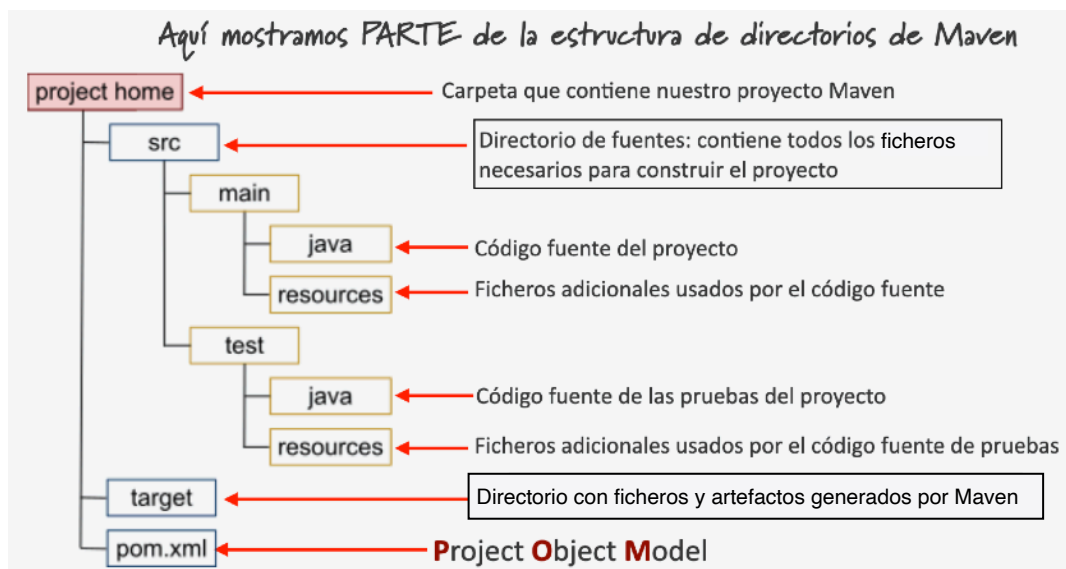 Aquí mostramos PARTE de la estructura de directorios de Maven
project home
Carpeta que contiene nuestro proyecto Maven
src
Directorio de fuentes: contiene todos los ficheros
necesarios para construir el proyecto
main
java
Código fuente del proyecto
resources
Ficheros adicionales usados por el código fuente
test
java
Código fuente de las pruebas del proyecto
resources
Ficheros adicionales usados por el código fuente de pruebas
target
Directorio con ficheros y artefactos generados por Maven
pom.xml
Project Object Model